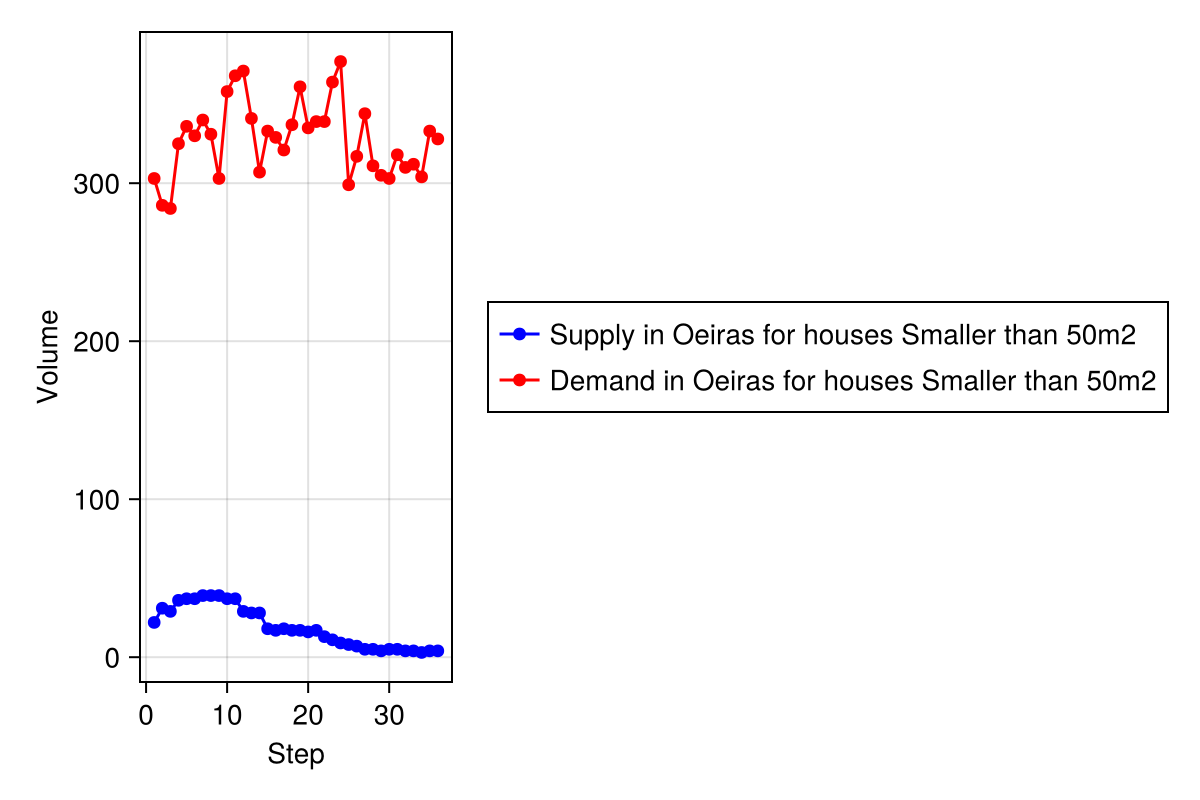 Volume
300
200
100
0
0 10 20 30
Step
Supply in Oeiras for houses Smaller than 50m2
Demand in Oeiras for houses Smaller than 50m2